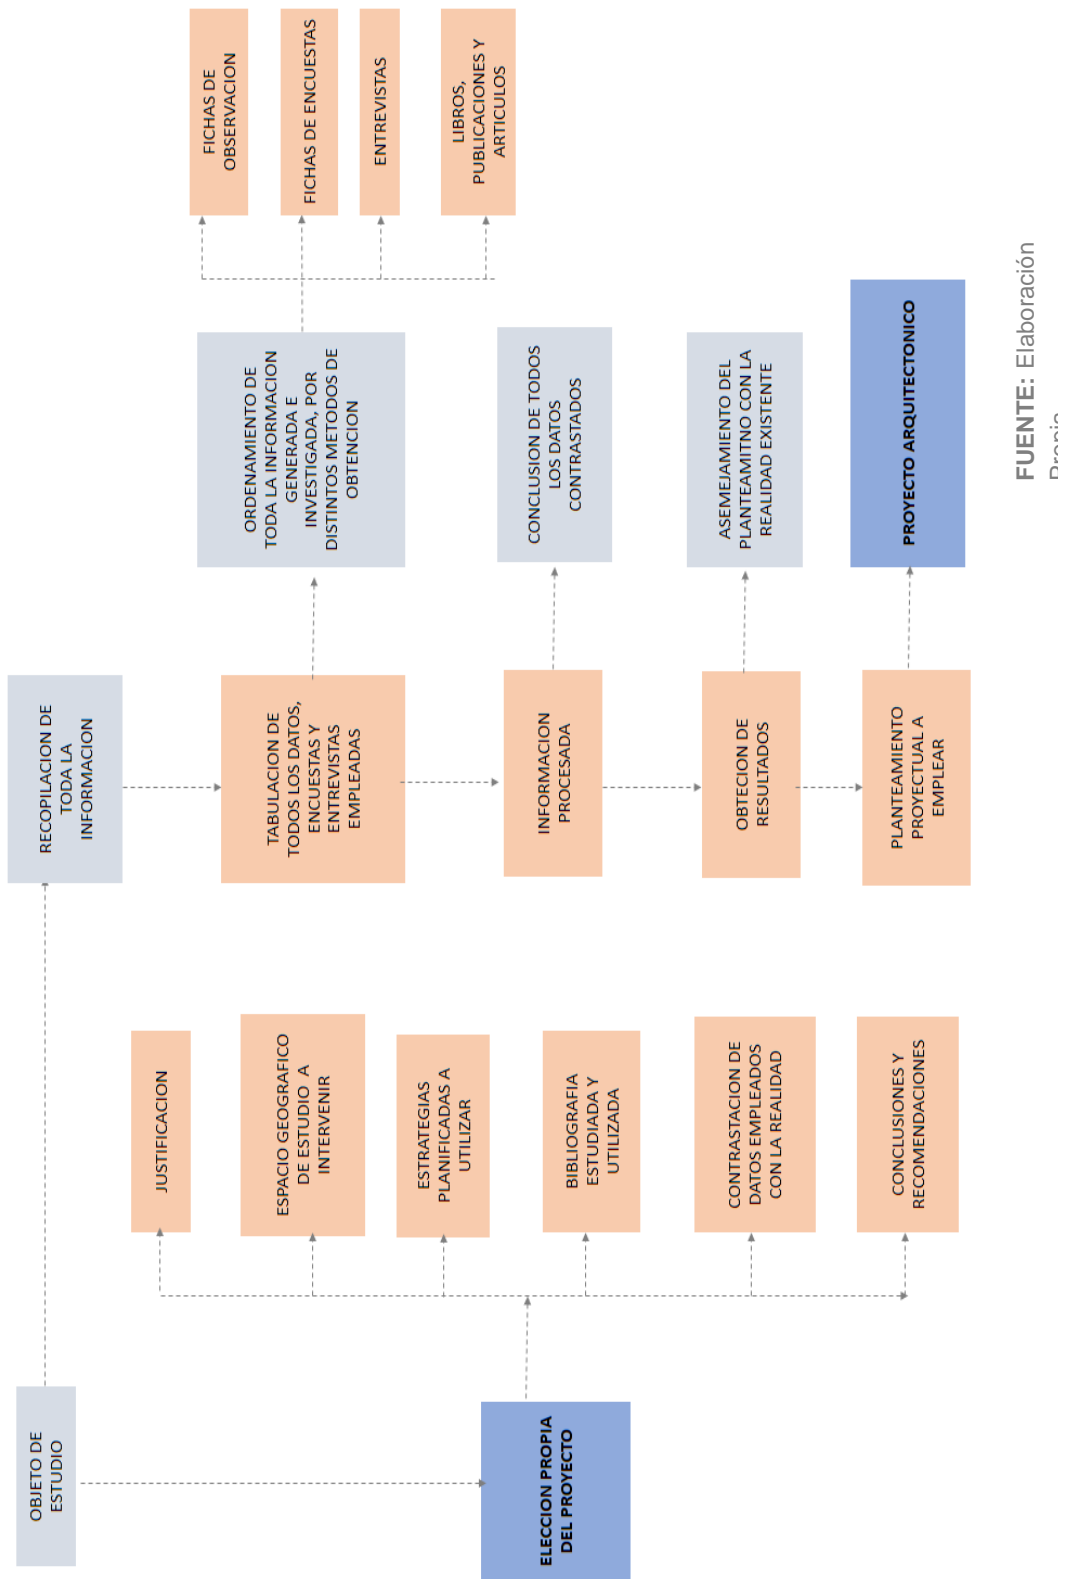 OBJETO DE
ESTUDIO
RECOPILACION DE
TODA LA
INFORMACION
ELECCION PROPIA
DEL PROYECTO
JUSTIFICACION
ESPACIO GEOGRAFICO
DE ESTUDIO A
INTERVENIR
ESTRATEGIAS
PLANIFICADAS A
UTILIZAR
BIBLIOGRAFIA
ESTUDIADA Y
UTILIZADA
CONTRASTACION DE
DATOS EMPLEADOS
CON LA REALIDAD
CONCLUSIONES Y
RECOMENDACIONES
TABULACION DE
TODOS LOS DATOS,
ENCUESTAS Y
ENTREVISTAS
EMPLEADAS
INFORMACION
PROCESADA
OBTECION DE
RESULTADOS
PLANTEAMIENTO
PROYECTUAL A
EMPLEAR
ORDENAMIENTO DE
TODA LA INFORMACION
GENERADA E
INVESTIGADA, POR
DISTINTOS METODOS DE
OBTENCION
CONCLUSION DE TODOS
LOS DATOS
CONTRASTADOS
ASEMEJAMIENTO DEL
PLANTEAMITNO CON LA
REALIDAD EXISTENTE
PROYECTO ARQUITECTONICO
FICHAS DE
OBSERVACION
FICHAS DE ENCUESTAS
ENTREVISTAS
LIBROS,
PUBLICACIONES Y
ARTICULOS
FUENTE: Elaboración
Propia